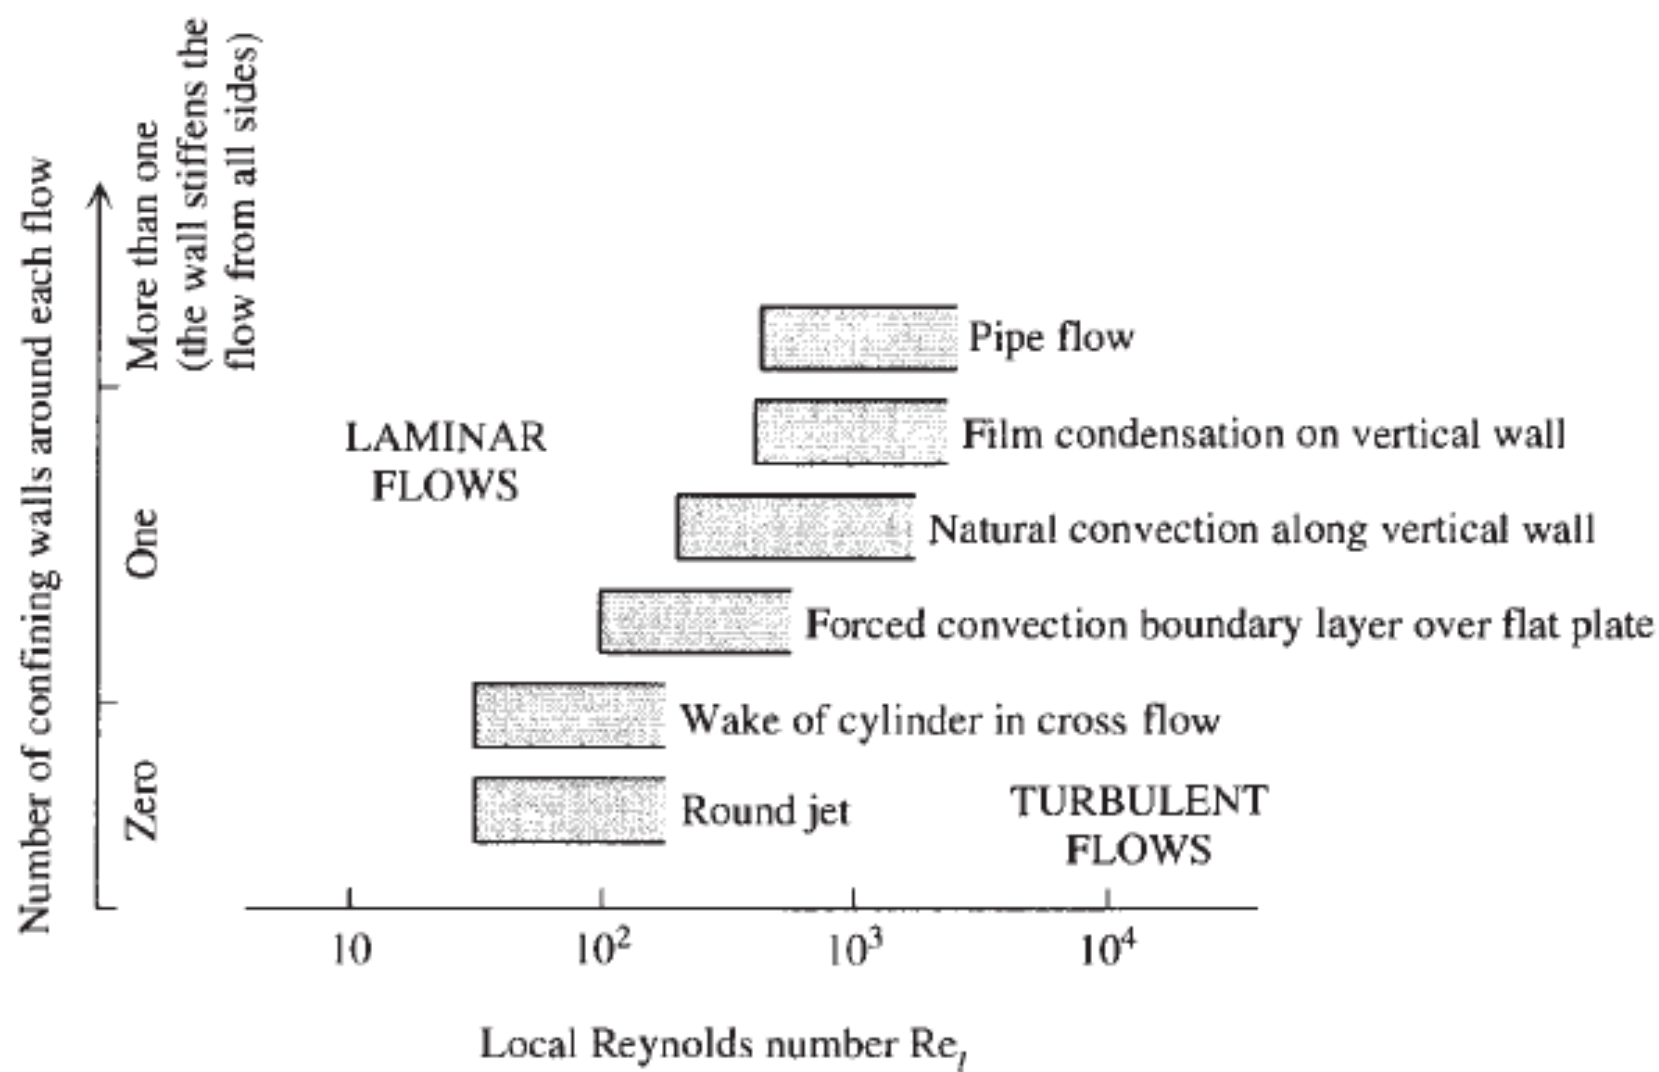 Number of confining walls around each flow
More than one
(the wall stiffens the
flow from all sides)
One
Zero
LAMINAR
FLOWS
Pipe flow
Film condensation on vertical wall
Natural convection along vertical wall
Forced convection boundary layer over flat plate
Wake of cylinder in cross flow
Round jet
TURBULENT
FLOWS
10 10² 10³ 10⁴
Local Reynolds number Reₗ